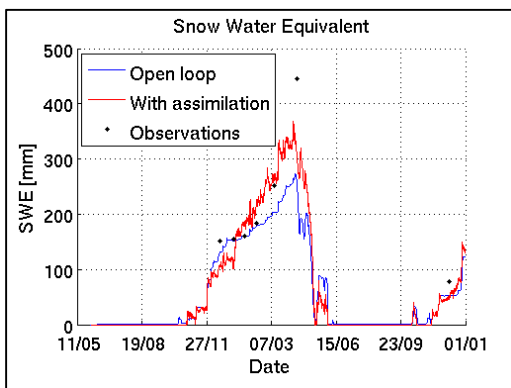 Snow Water Equivalent
500
400
300
200
100
0
SWE [mm]
Open loop
With assimilation
Observations
11/05 19/08 27/11 07/03 15/06 23/09 01/01
Date